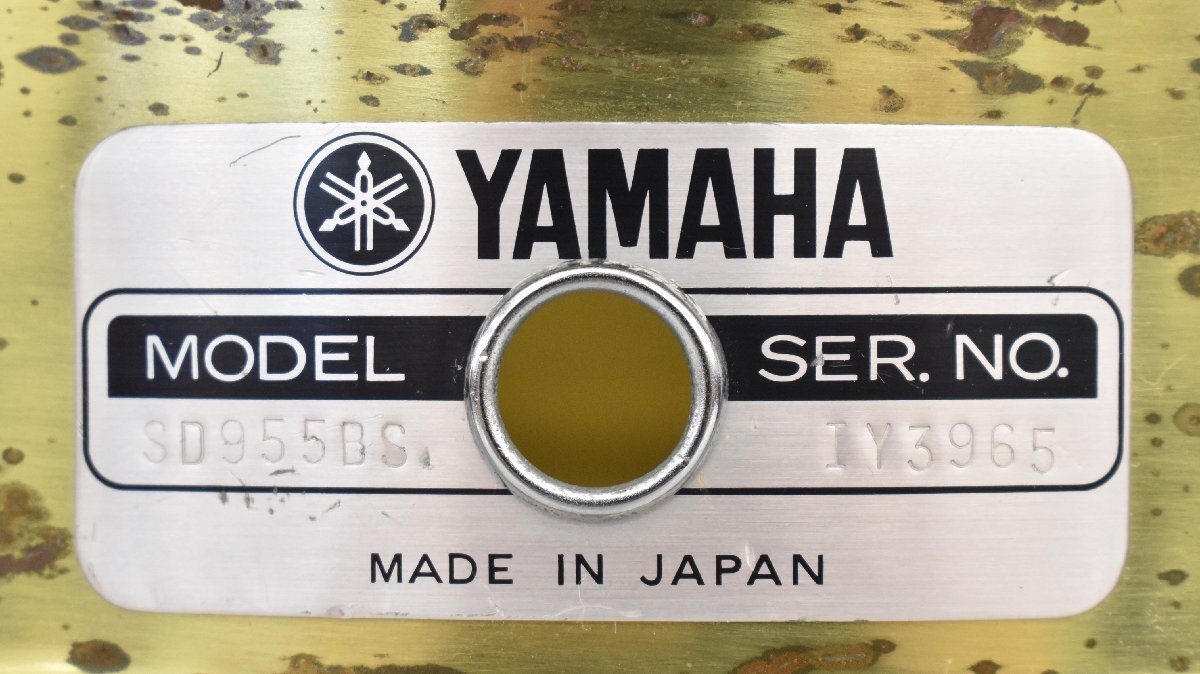 YAMAHA
MODEL SER. NO.
SD955BS. IY3965
MADE IN JAPAN